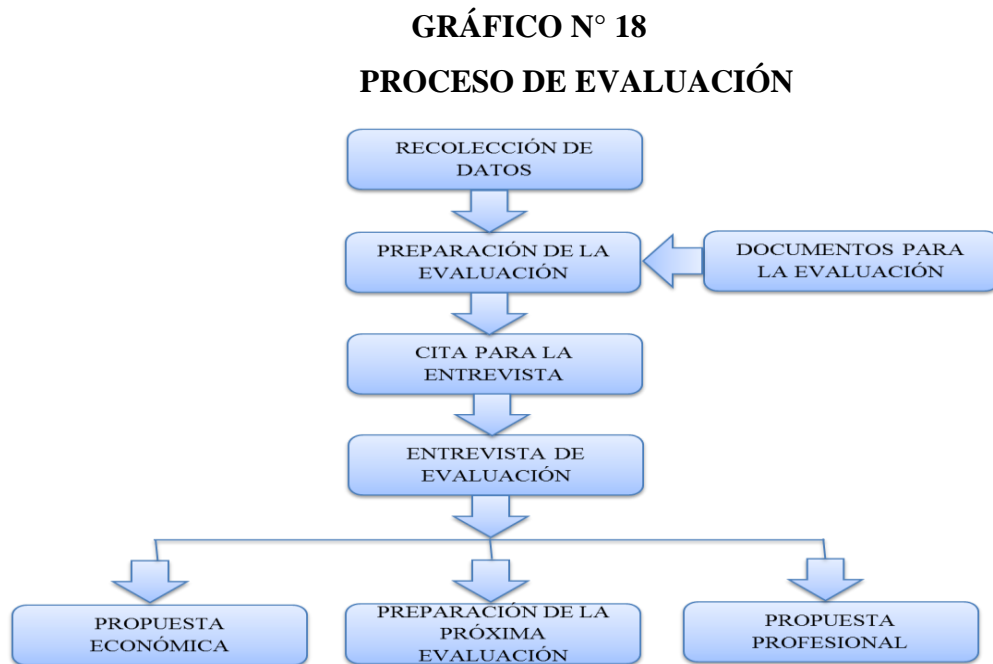 GRÁFICO N° 18
PROCESO DE EVALUACIÓN
RECOLECCIÓN DE
DATOS
PREPARACIÓN DE LA
EVALUACIÓN
DOCUMENTOS PARA
LA EVALUACIÓN
CITA PARA LA
ENTREVISTA
ENTREVISTA DE
EVALUACIÓN
PROPUESTA
ECONÓMICA
PREPARACIÓN DE LA
PRÓXIMA
EVALUACIÓN
PROPUESTA
PROFESIONAL